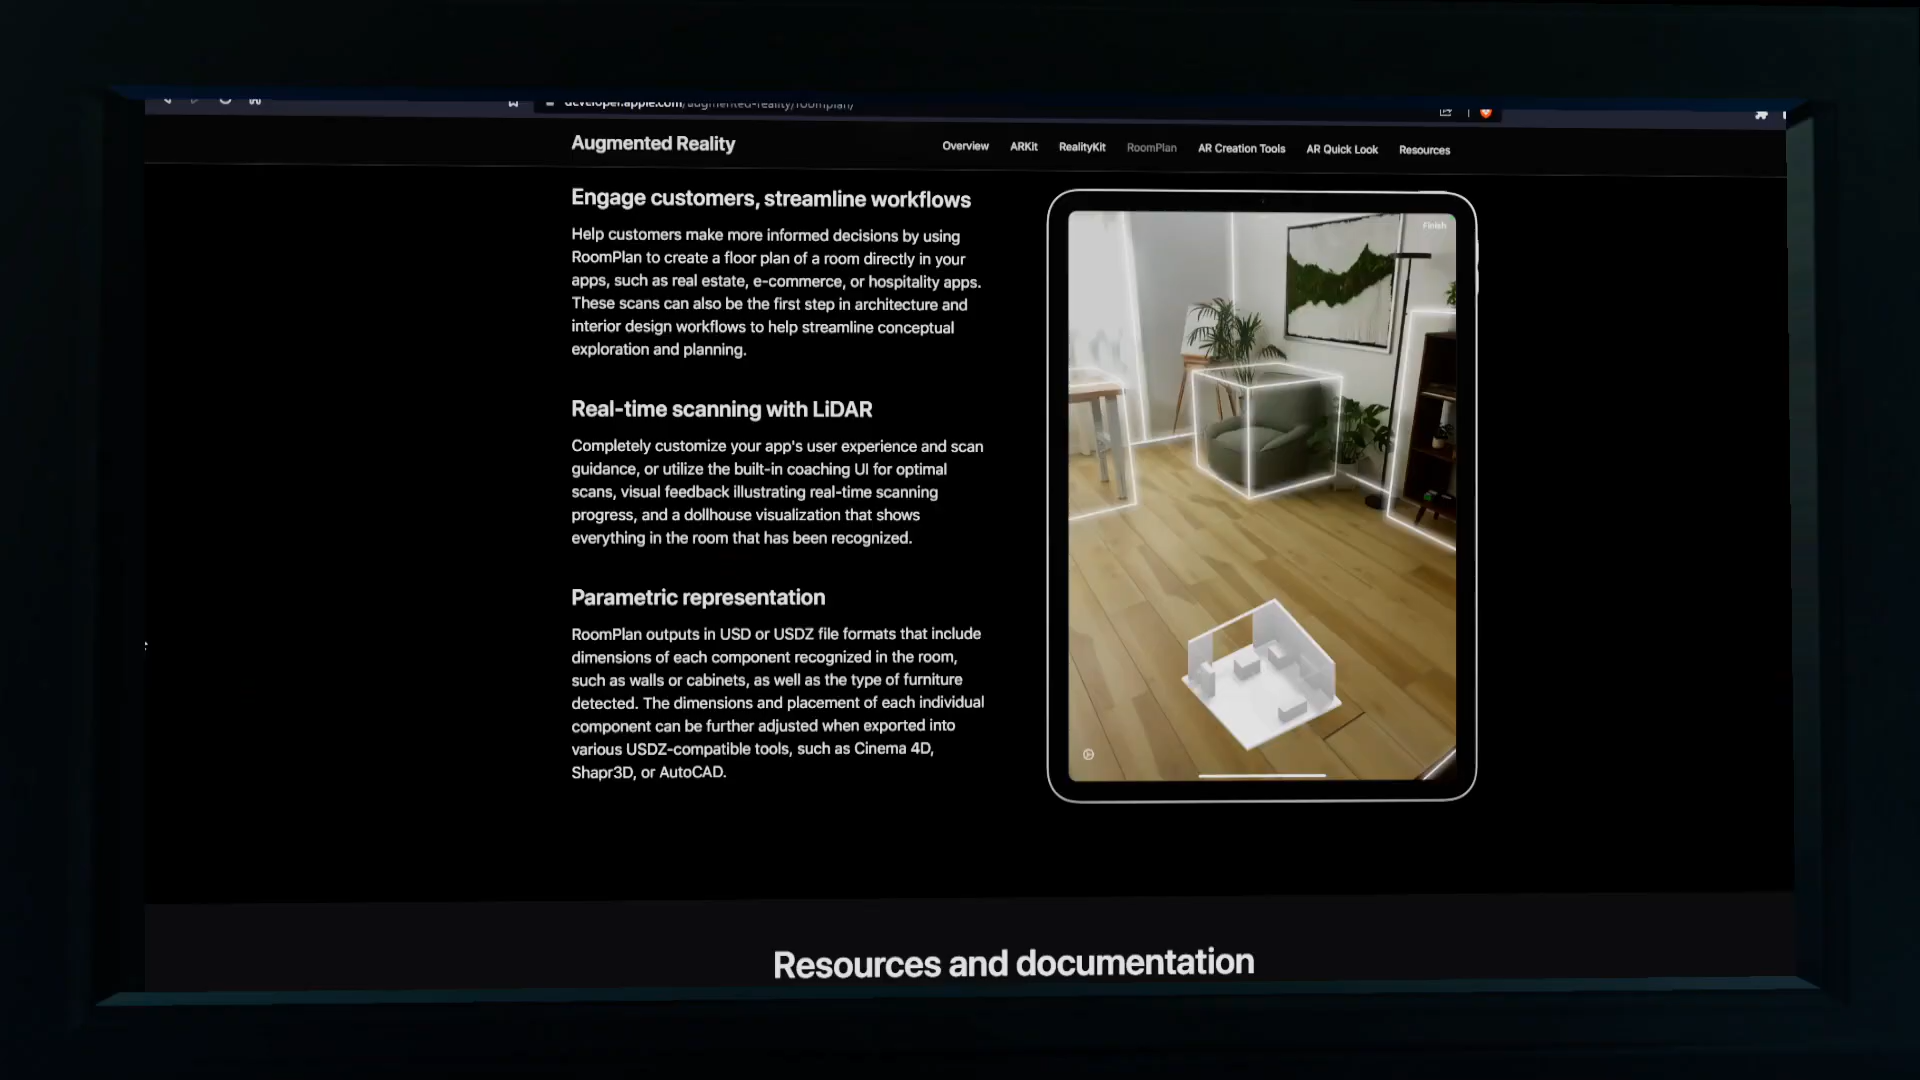 developer.apple.com/augmented-reality/roomplan/
Augmented Reality
Overview
ARKit
RealityKit
RoomPlan
AR Creation Tools
AR Quick Look
Resources
Engage customers, streamline workflows
Help customers make more informed decisions by using
RoomPlan to create a floor plan of a room directly in your
apps, such as real estate, e-commerce, or hospitality apps.
These scans can also be the first step in architecture and
interior design workflows to help streamline conceptual
exploration and planning.
Real-time scanning with LiDAR
Completely customize your app's user experience and scan
guidance, or utilize the built-in coaching UI for optimal
scans, visual feedback illustrating real-time scanning
progress, and a dollhouse visualization that shows
everything in the room that has been recognized.
Parametric representation
RoomPlan outputs in USD or USDZ file formats that include
dimensions of each component recognized in the room,
such as walls or cabinets, as well as the type of furniture
detected. The dimensions and placement of each individual
component can be further adjusted when exported into
various USDZ-compatible tools, such as Cinema 4D,
Shapr3D, or AutoCAD.
Finish
Resources and documentation